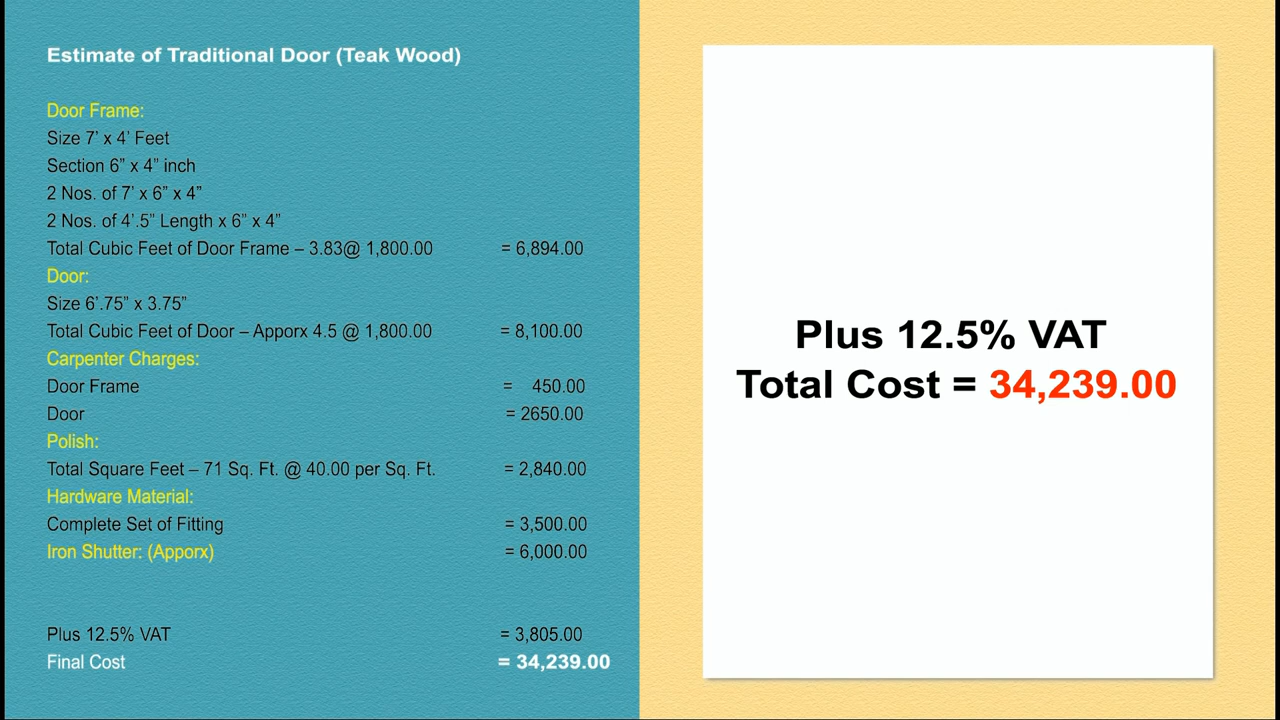 Estimate of Traditional Door (Teak Wood)
Door Frame:
Size 7’ x 4’ Feet
Section 6” x 4” inch
2 Nos. of 7’ x 6” x 4”
2 Nos. of 4’.5” Length x 6” x 4”
Total Cubic Feet of Door Frame – 3.83@ 1,800.00 = 6,894.00
Door:
Size 6’.75” x 3.75”
Total Cubic Feet of Door – Apporx 4.5 @ 1,800.00 = 8,100.00
Carpenter Charges:
Door Frame = 450.00
Door = 2650.00
Polish:
Total Square Feet – 71 Sq. Ft. @ 40.00 per Sq. Ft. = 2,840.00
Hardware Material:
Complete Set of Fitting = 3,500.00
Iron Shutter: (Apporx) = 6,000.00
Plus 12.5% VAT = 3,805.00
Final Cost = 34,239.00
Plus 12.5% VAT
Total Cost = 34,239.00